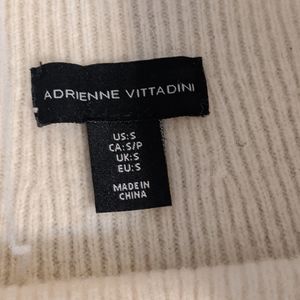 ADRIENNE VITTADINI
US:S
CA:S/P
UK:S
EU:S
MADE IN
CHINA